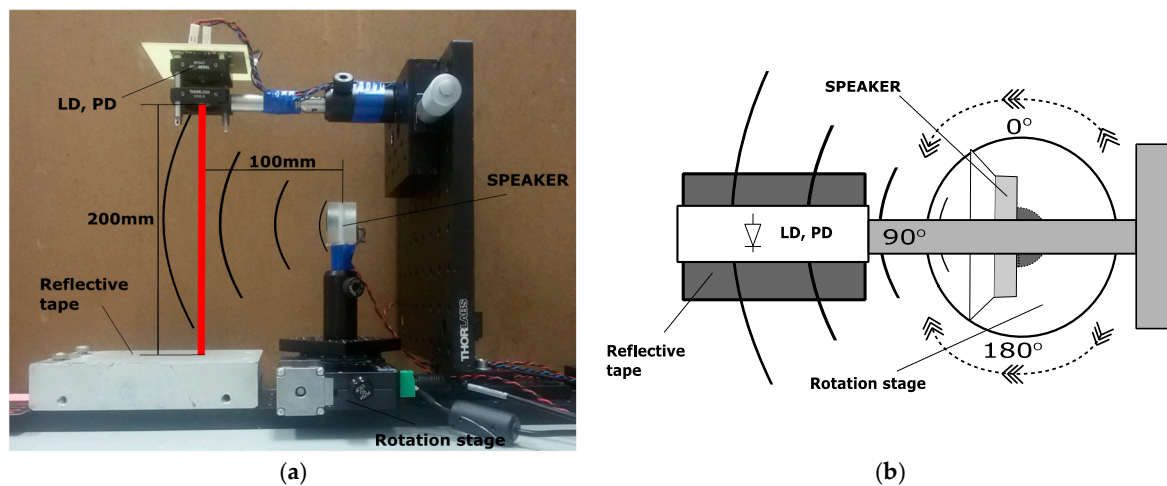 LD, PD
100mm
SPEAKER
200mm
Reflective
tape
THORLABS
THORLABS
Rotation stage
(a)
SPEAKER
0°
LD, PD
90°
Reflective
tape
180°
Rotation stage
(b)